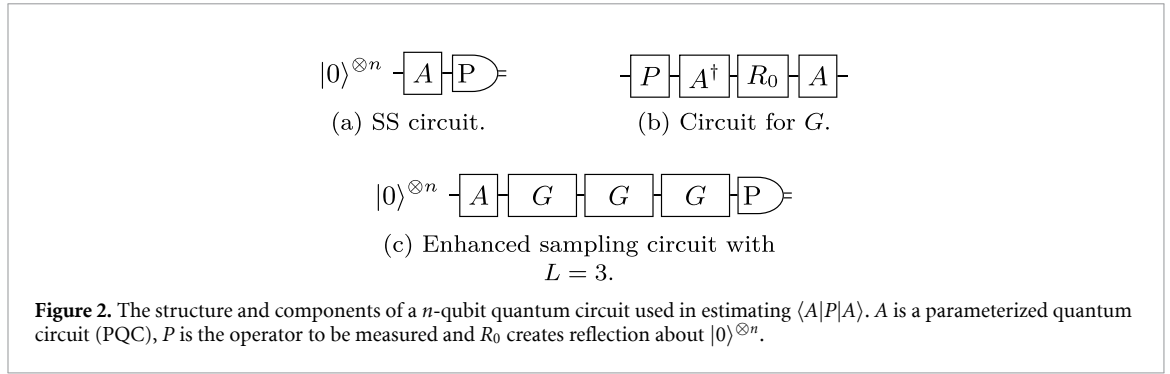 |0⟩^{⊗n} A P
P A† R₀ A
(a) SS circuit.
(b) Circuit for G.
|0⟩^{⊗n} A G G G P
(c) Enhanced sampling circuit with
L = 3.
Figure 2. The structure and components of a n-qubit quantum circuit used in estimating ⟨A|P|A⟩. A is a parameterized quantum
circuit (PQC), P is the operator to be measured and R₀ creates reflection about |0⟩^{⊗n}.